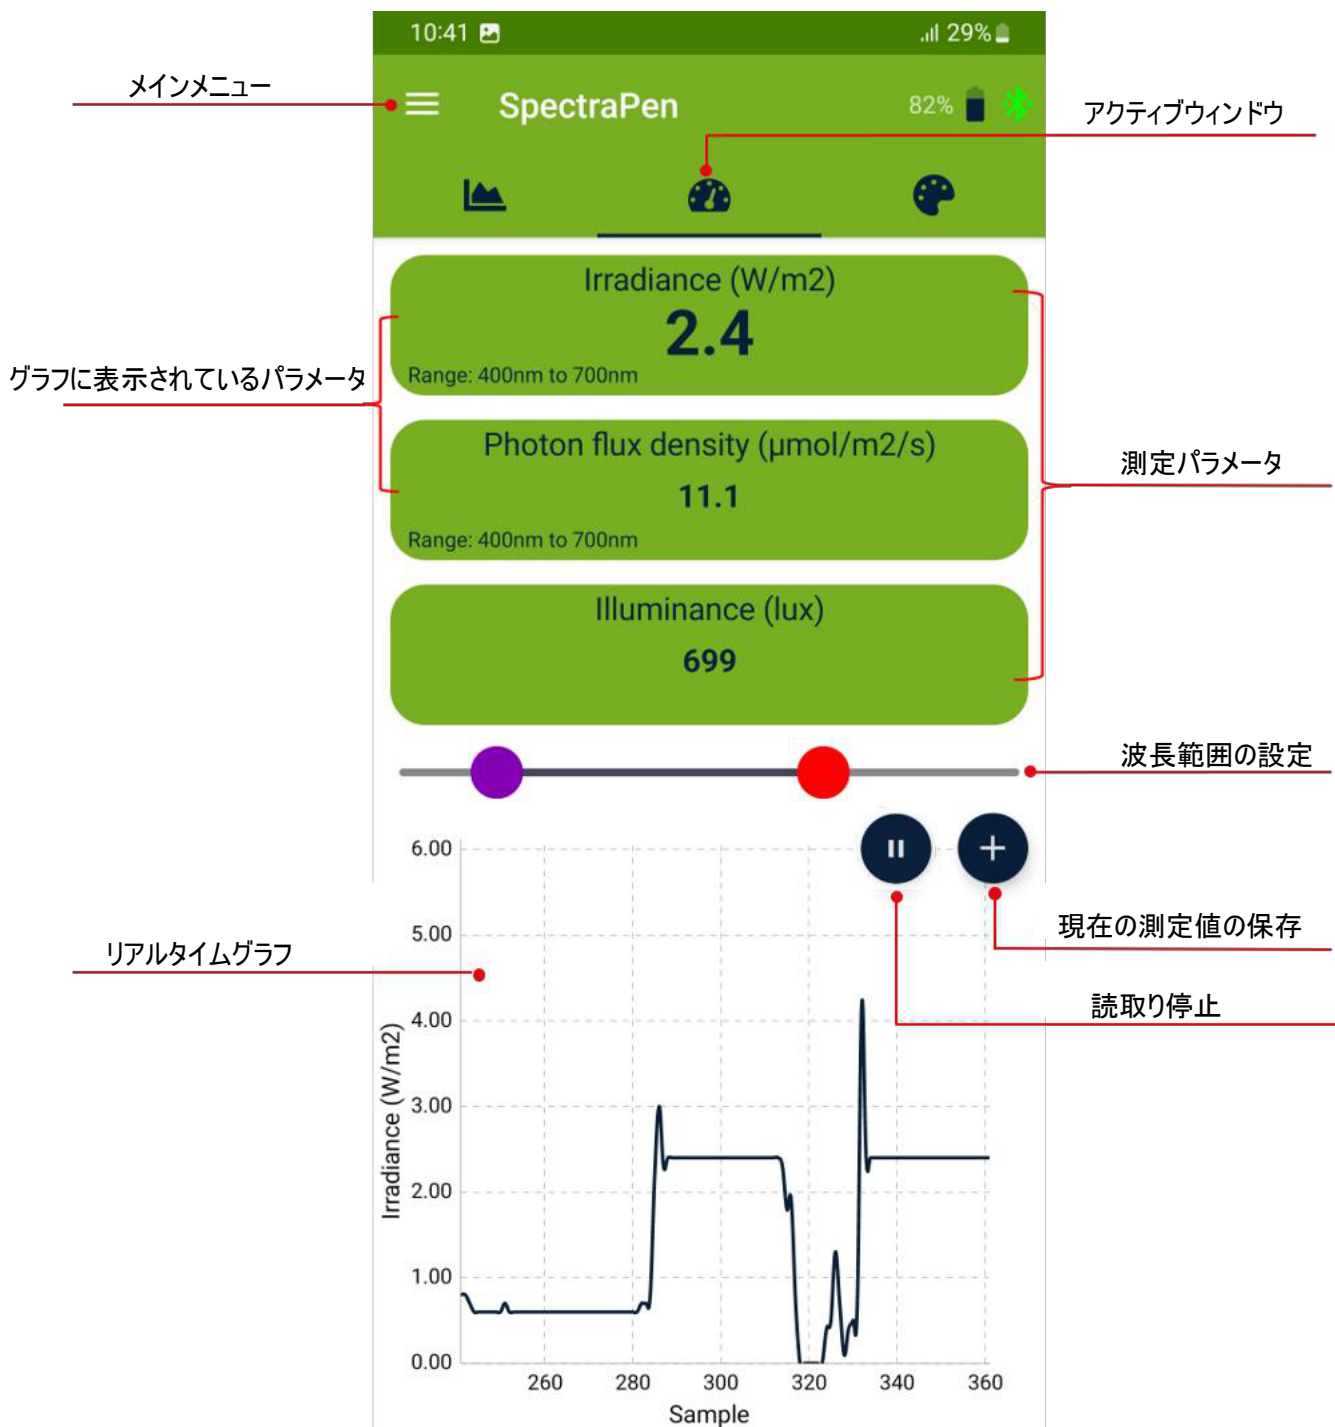 10:41
29%
メインメニュー
SpectraPen
82%
アクティブウィンドウ
Irradiance (W/m2)
2.4
Range: 400nm to 700nm
グラフに表示されているパラメータ
Photon flux density (μmol/m2/s)
11.1
Range: 400nm to 700nm
測定パラメータ
Illuminance (lux)
699
波長範囲の設定
6.00
現在の測定値の保存
5.00
リアルタイムグラフ
読取り停止
4.00
Irradiance (W/m2)
3.00
2.00
1.00
0.00
260 280 300 320 340 360
Sample